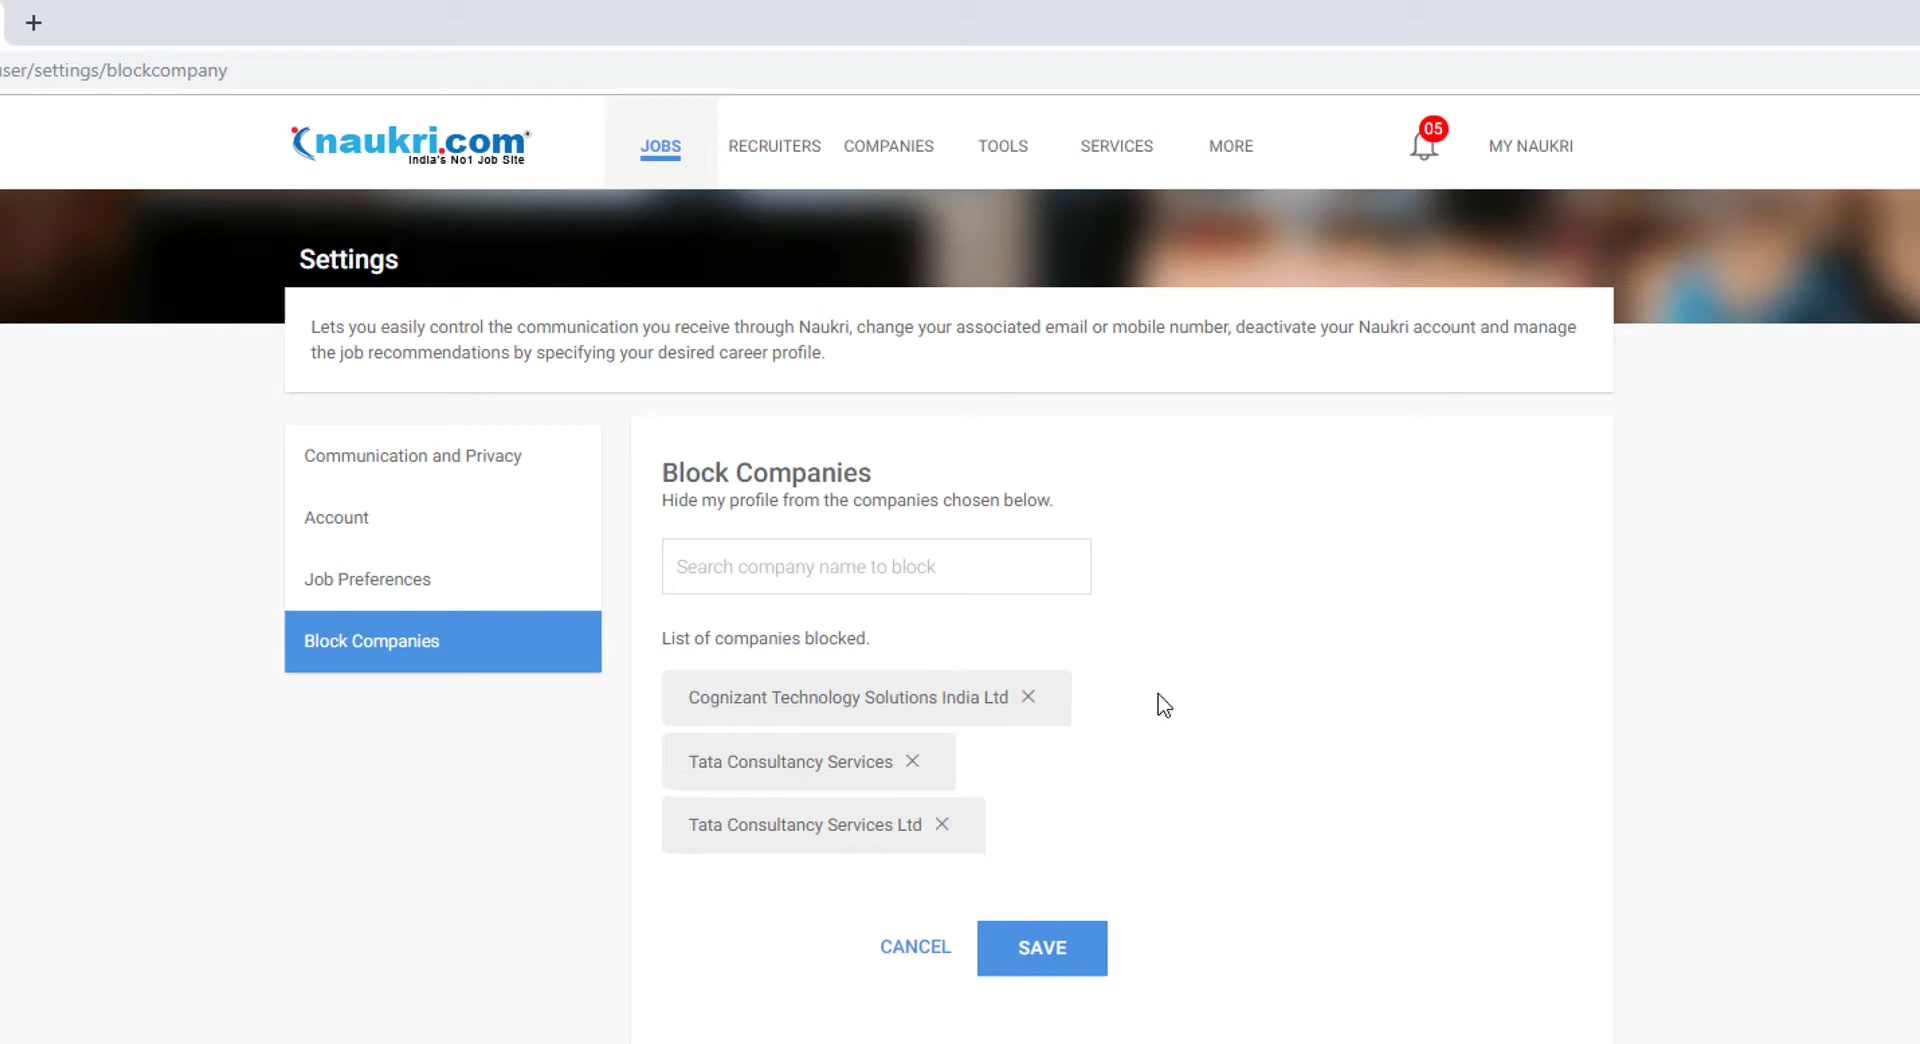 +
user/settings/blockcompany
naukri.com
India's No1 Job Site
JOBS
RECRUITERS
COMPANIES
TOOLS
SERVICES
MORE
05
MY NAUKRI
Settings
Lets you easily control the communication you receive through Naukri, change your associated email or mobile number, deactivate your Naukri account and manage
the job recommendations by specifying your desired career profile.
Communication and Privacy
Account
Job Preferences
Block Companies
Block Companies
Hide my profile from the companies chosen below.
Search company name to block
List of companies blocked.
Cognizant Technology Solutions India Ltd ×
Tata Consultancy Services ×
Tata Consultancy Services Ltd ×
CANCEL
SAVE